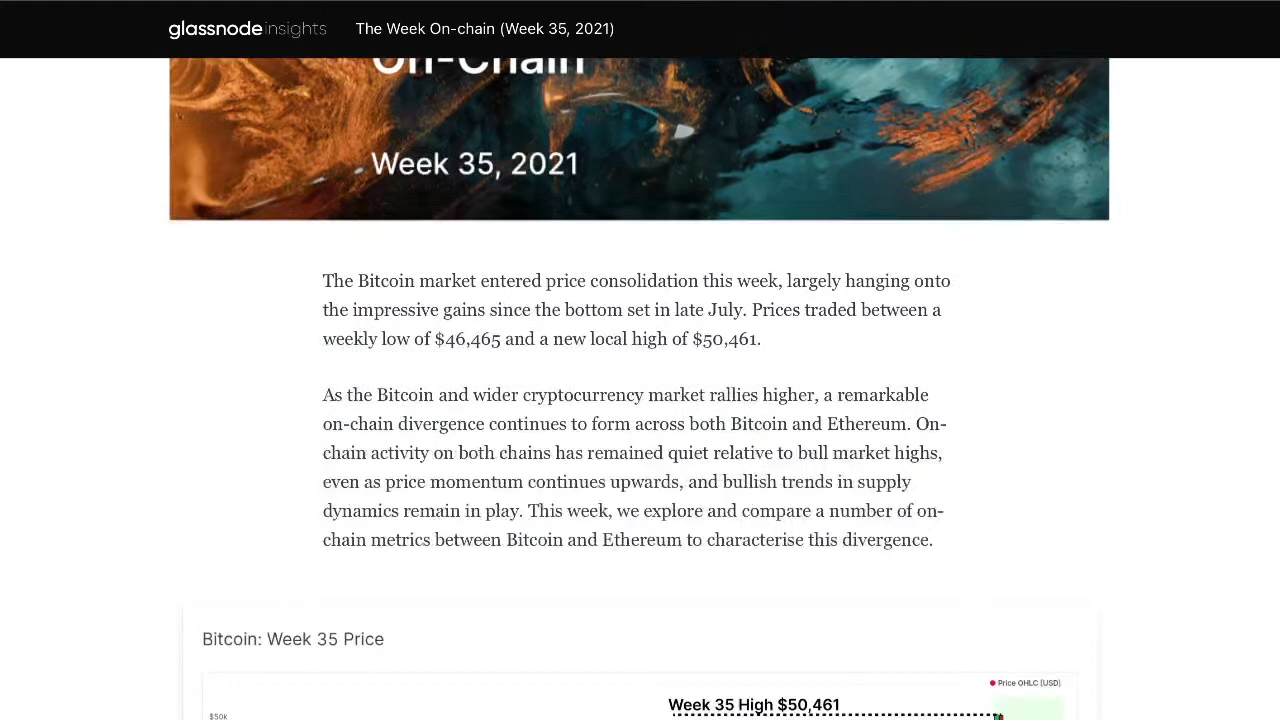 glassnode insights The Week On-chain (Week 35, 2021)
On-Chain
Week 35, 2021
The Bitcoin market entered price consolidation this week, largely hanging onto
the impressive gains since the bottom set in late July. Prices traded between a
weekly low of $46,465 and a new local high of $50,461.
As the Bitcoin and wider cryptocurrency market rallies higher, a remarkable
on-chain divergence continues to form across both Bitcoin and Ethereum. On-
chain activity on both chains has remained quiet relative to bull market highs,
even as price momentum continues upwards, and bullish trends in supply
dynamics remain in play. This week, we explore and compare a number of on-
chain metrics between Bitcoin and Ethereum to characterise this divergence.
Bitcoin: Week 35 Price
Price OHLC [USD]
Week 35 High $50,461
$50k